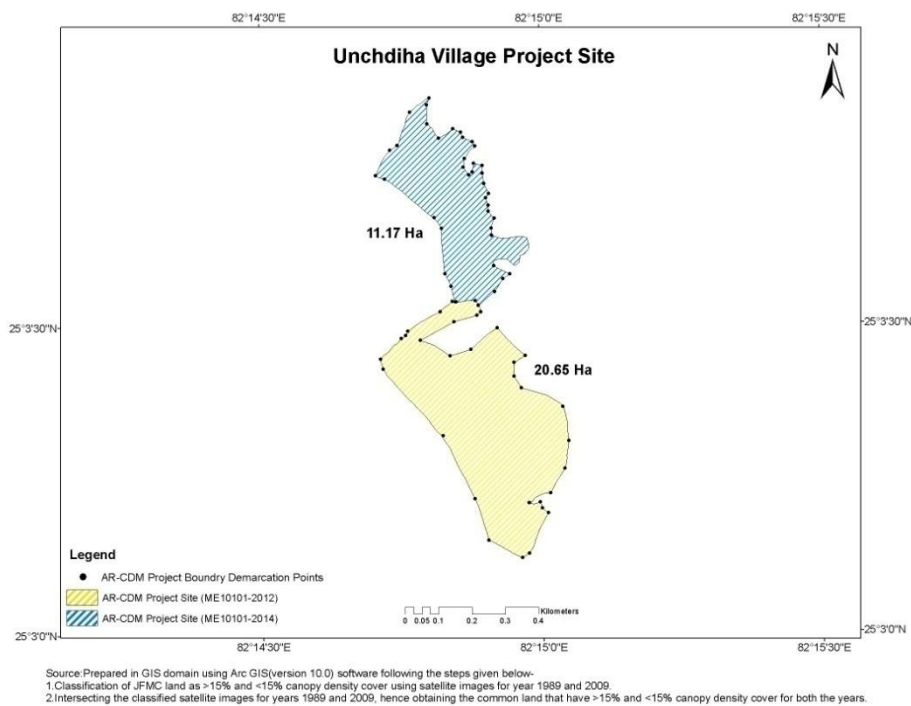 82°14'30"E 82°15'0"E 82°15'30"E
Unchdiha Village Project Site
N
11.17 Ha
25°3'30"N 25°3'30"N
20.65 Ha
Legend
AR-CDM Project Boundry Demarcation Points
AR-CDM Project Site (ME10101-2012)
AR-CDM Project Site (ME10101-2014)
Kilometers
0 0.05 0.1 0.2 0.3 0.4
25°3'0"N 25°3'0"N
82°14'30"E 82°15'0"E 82°15'30"E
Source:Prepared in GIS domain using Arc GIS(version 10.0) software following the steps given below-
1.Classification of JFMC land as >15% and <15% canopy density cover using satellite images for year 1989 and 2009.
2.Intersecting the classified satellite images for years 1989 and 2009, hence obtaining the common land that have >15% and <15% canopy density cover for both the years.